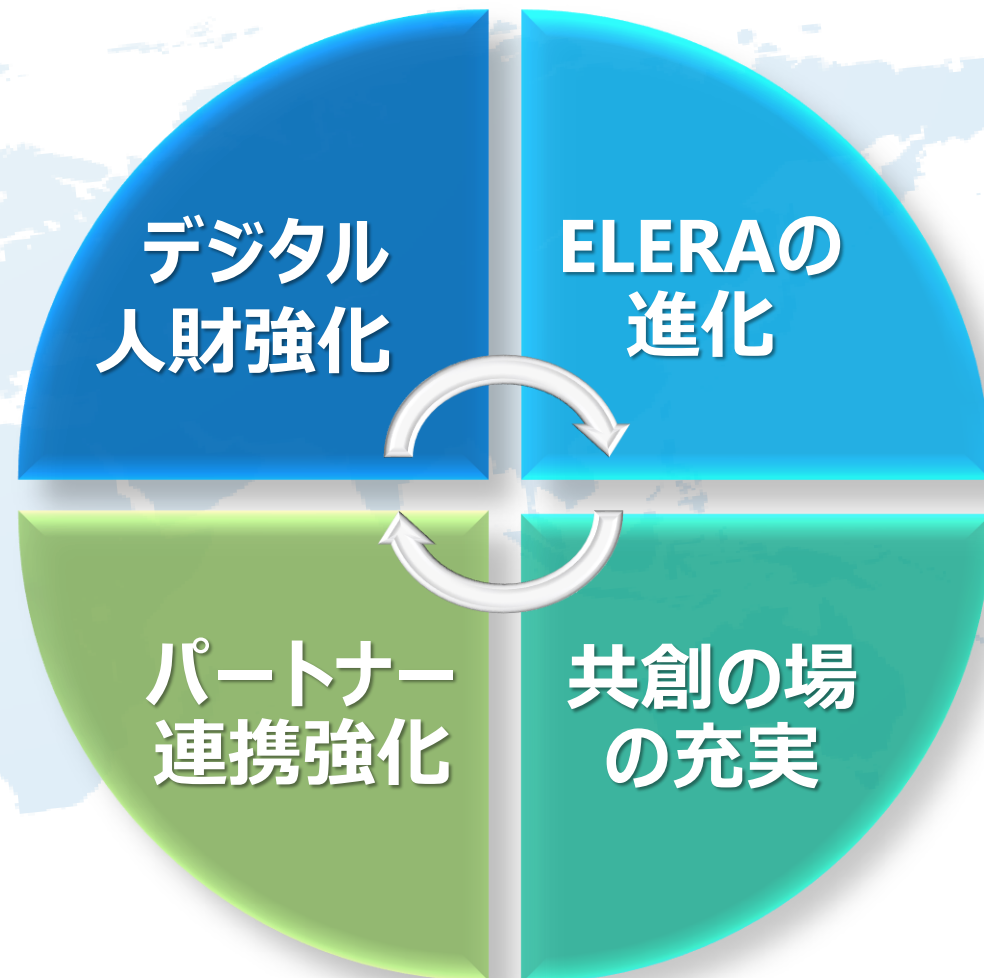 デジタル
人財強化
ELERAの
進化
パートナー
連携強化
共創の場
の充実